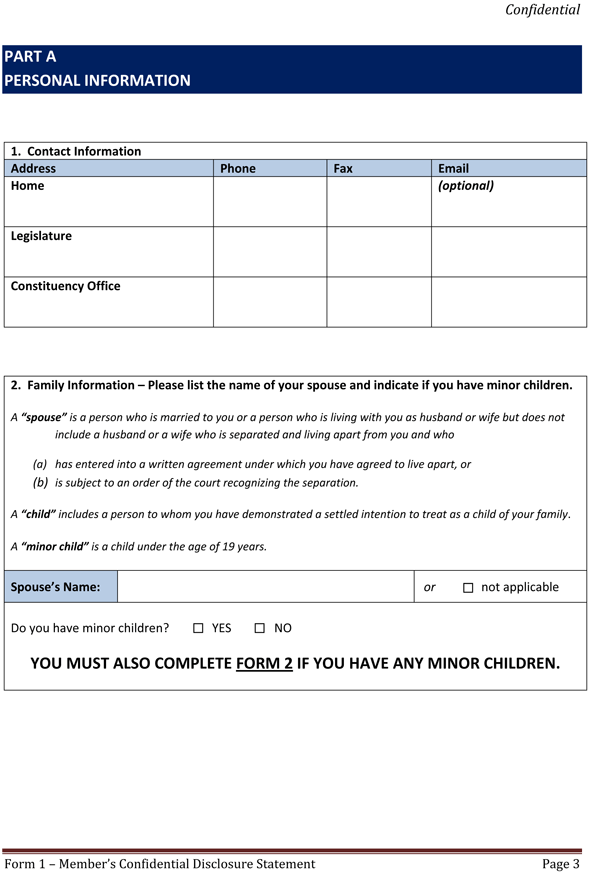 Confidential
PART A
PERSONAL INFORMATION
1. Contact Information
Address Phone Fax Email
Home (optional)
Legislature
Constituency Office
2. Family Information – Please list the name of your spouse and indicate if you have minor children.
A “spouse” is a person who is married to you or a person who is living with you as husband or wife but does not
include a husband or a wife who is separated and living apart from you and who
(a) has entered into a written agreement under which you have agreed to live apart, or
(b) is subject to an order of the court recognizing the separation.
A “child” includes a person to whom you have demonstrated a settled intention to treat as a child of your family.
A “minor child” is a child under the age of 19 years.
Spouse’s Name: or ☐ not applicable
Do you have minor children? ☐ YES ☐ NO
YOU MUST ALSO COMPLETE FORM 2 IF YOU HAVE ANY MINOR CHILDREN.
Form 1 – Member’s Confidential Disclosure Statement Page 3